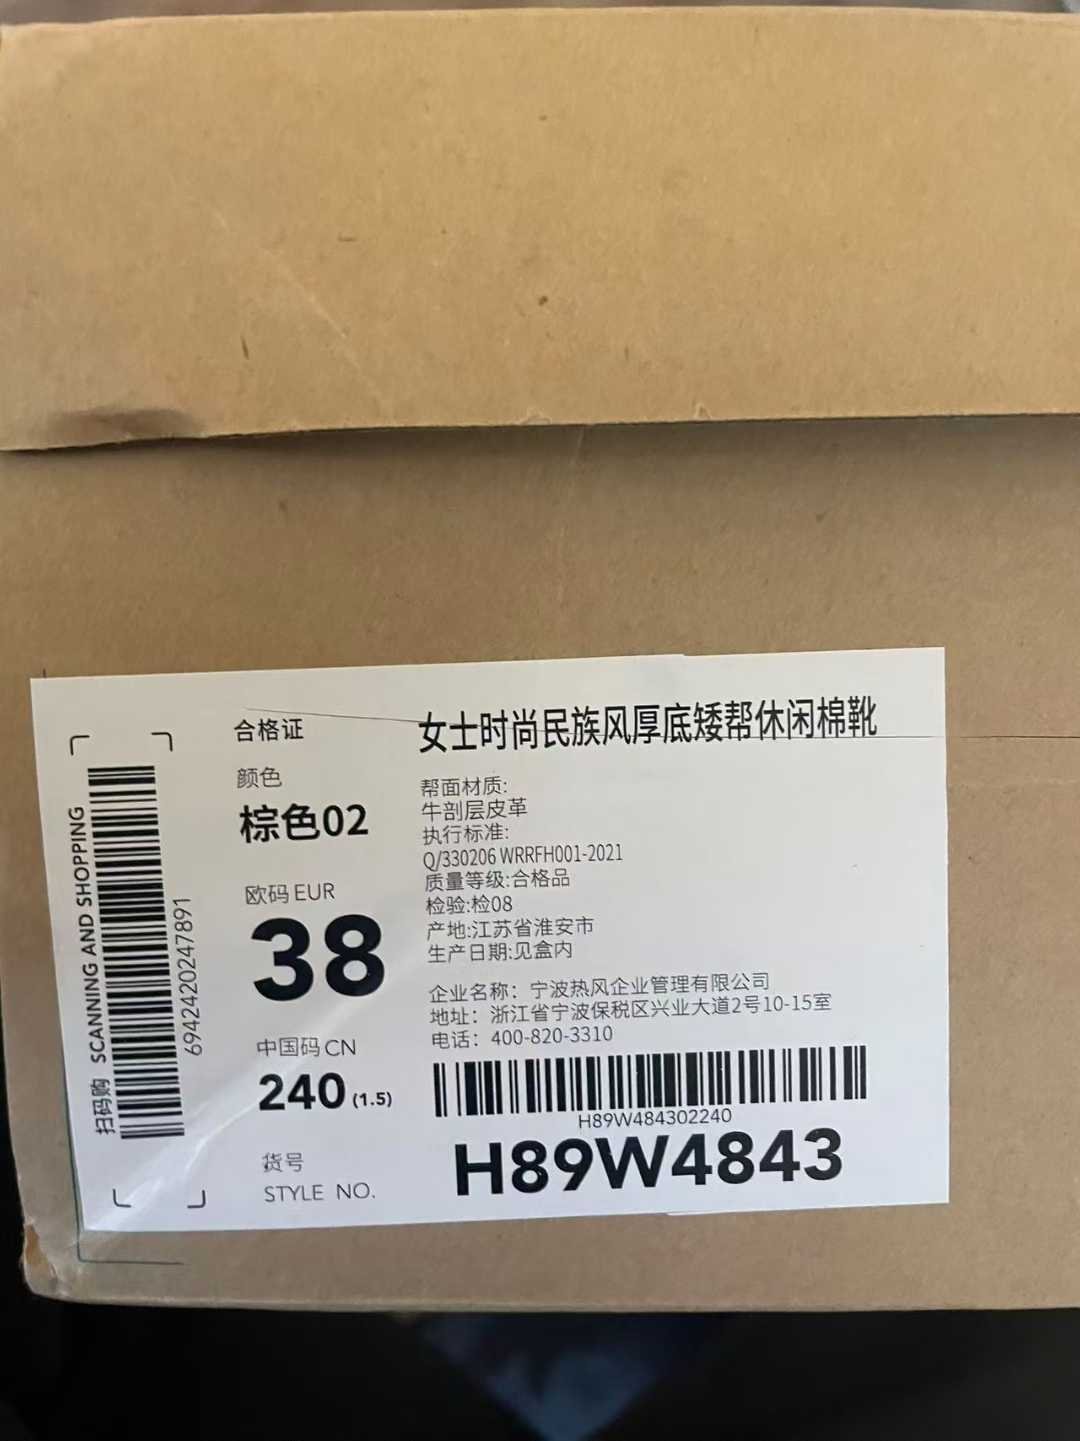 扫码购 SCANNING AND SHOPPING
6942420247891
合格证
颜色
棕色02
欧码 EUR
38
中国码 CN
240 (1.5)
货号
STYLE NO.
女士时尚民族风厚底矮帮休闲棉靴
帮面材质:
牛剖层皮革
执行标准:
Q/330206 WRRFH001-2021
质量等级:合格品
检验:检08
产地:江苏省淮安市
生产日期:见盒内
企业名称：宁波热风企业管理有限公司
地址：浙江省宁波保税区兴业大道2号10-15室
电话：400-820-3310
H89W484302240
H89W4843